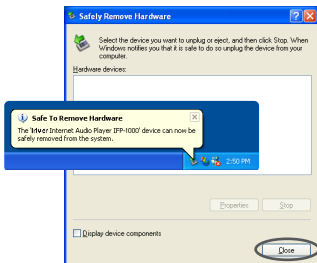 Safely Remove Hardware
Select the device you want to unplug or eject, and then click Stop. When
Windows notifies you that it is safe to do so unplug the device from your
computer.
Hardware devices:
Safe To Remove Hardware
The 'iriver Internet Audio Player IFP-1000' device can now be
safely removed from the system.
2:50 PM
Properties
Stop
Display device components
Close